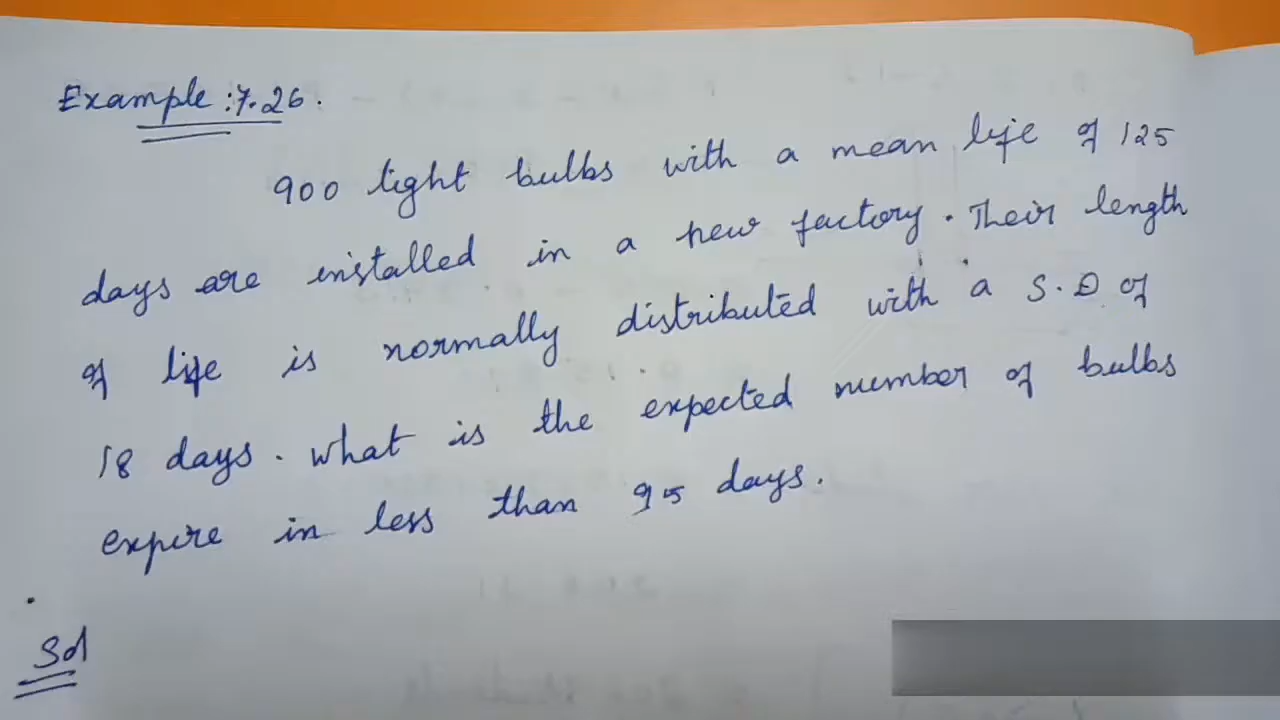 Example : 7.26.
900 light bulbs with a mean life of 125
days are installed in a new factory. Their length
of life is normally distributed with a S.D of
18 days. What is the expected number of bulbs
expire in less than 95 days.
Sol